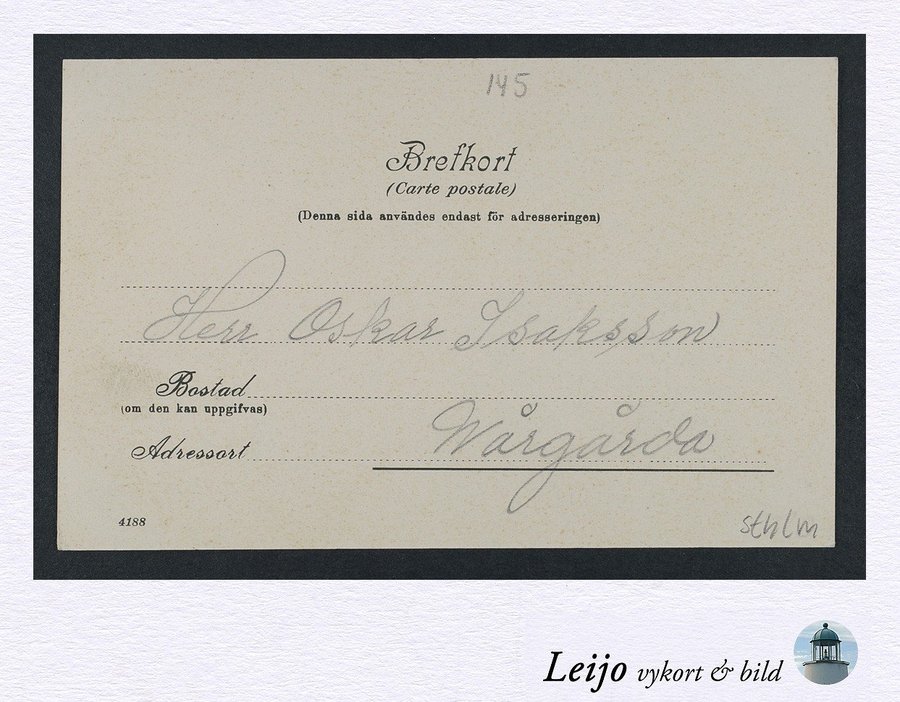 145
Brefkort
(Carte postale)
(Denna sida användes endast för adresseringen)
Herr Oskar Isaksson
Bostad
(om den kan uppgifvas)
Wårgårda
Adressort
4188
sthlm
Leijo vykort & bild